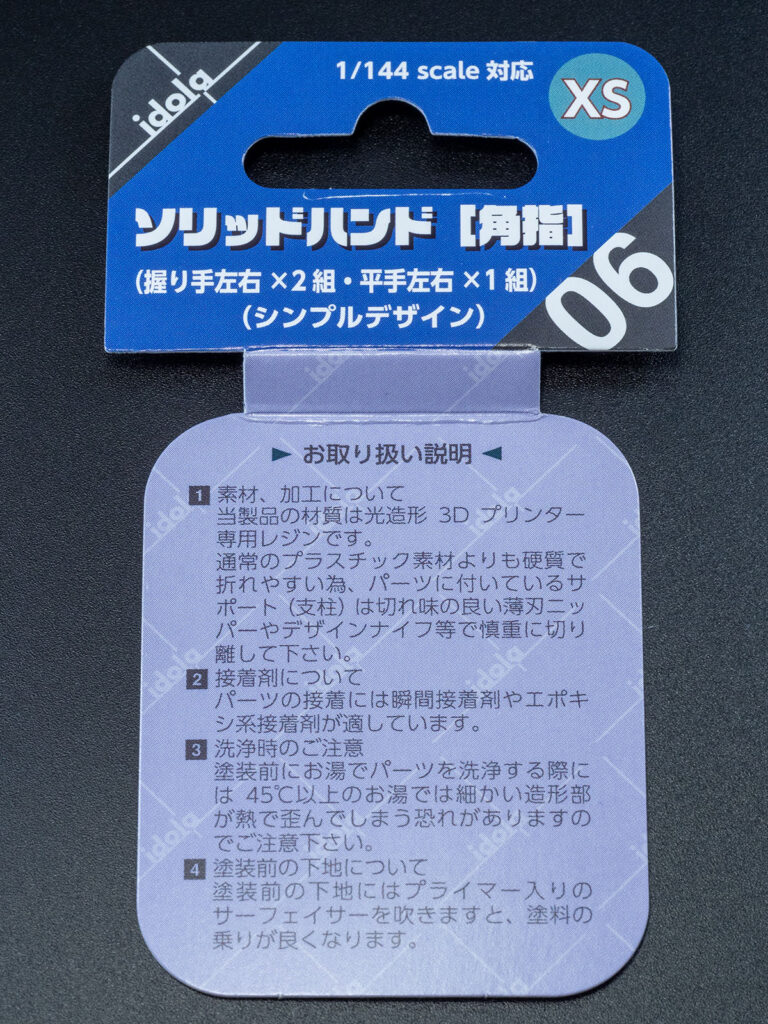 idola
1/144 scale 対応
XS
ソリッドハンド［角指］
（握り手左右×2組・平手左右×1組）
（シンプルデザイン）
06
► お取り扱い説明 ◄
1 素材、加工について
当製品の材質は光造形 3D プリンター
専用レジンです。
通常のプラスチック素材よりも硬質で
折れやすい為、パーツに付いているサ
ポート（支柱）は切れ味の良い薄刃ニッ
パーやデザインナイフ等で慎重に切り
離して下さい。
2 接着剤について
パーツの接着には瞬間接着剤やエポキ
シ系接着剤が適しています。
3 洗浄時のご注意
塗装前にお湯でパーツを洗浄する際に
は 45℃以上のお湯では細かい造形部
が熱で歪んでしまう恐れがありますの
でご注意下さい。
4 塗装前の下地について
塗装前の下地にはプライマー入りの
サーフェイサーを吹きますと、塗料の
乗りが良くなります。